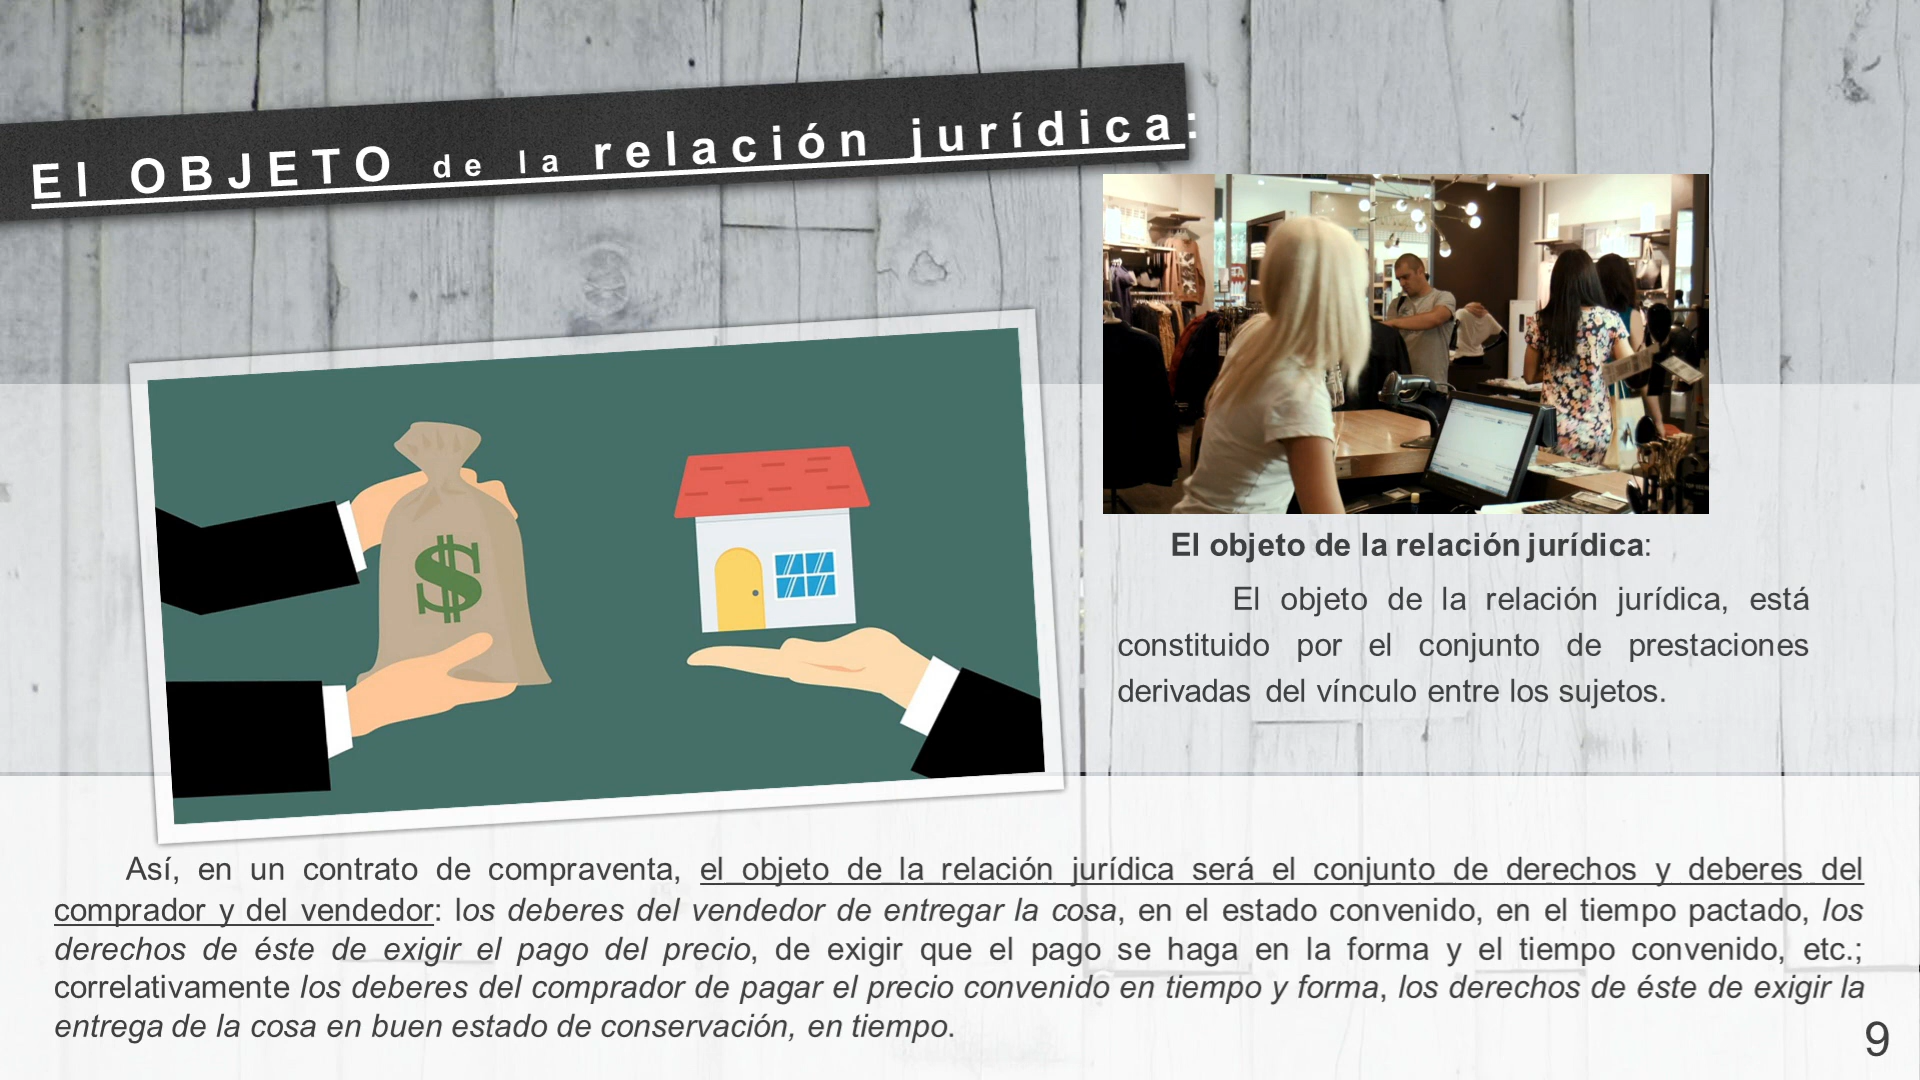 El OBJETO de la relación jurídica:
$
El objeto de la relación jurídica:
El objeto de la relación jurídica, está
constituido por el conjunto de prestaciones
derivadas del vínculo entre los sujetos.
Así, en un contrato de compraventa, el objeto de la relación jurídica será el conjunto de derechos y deberes del
comprador y del vendedor: los deberes del vendedor de entregar la cosa, en el estado convenido, en el tiempo pactado, los
derechos de éste de exigir el pago del precio, de exigir que el pago se haga en la forma y el tiempo convenido, etc.;
correlativamente los deberes del comprador de pagar el precio convenido en tiempo y forma, los derechos de éste de exigir la
entrega de la cosa en buen estado de conservación, en tiempo.
9